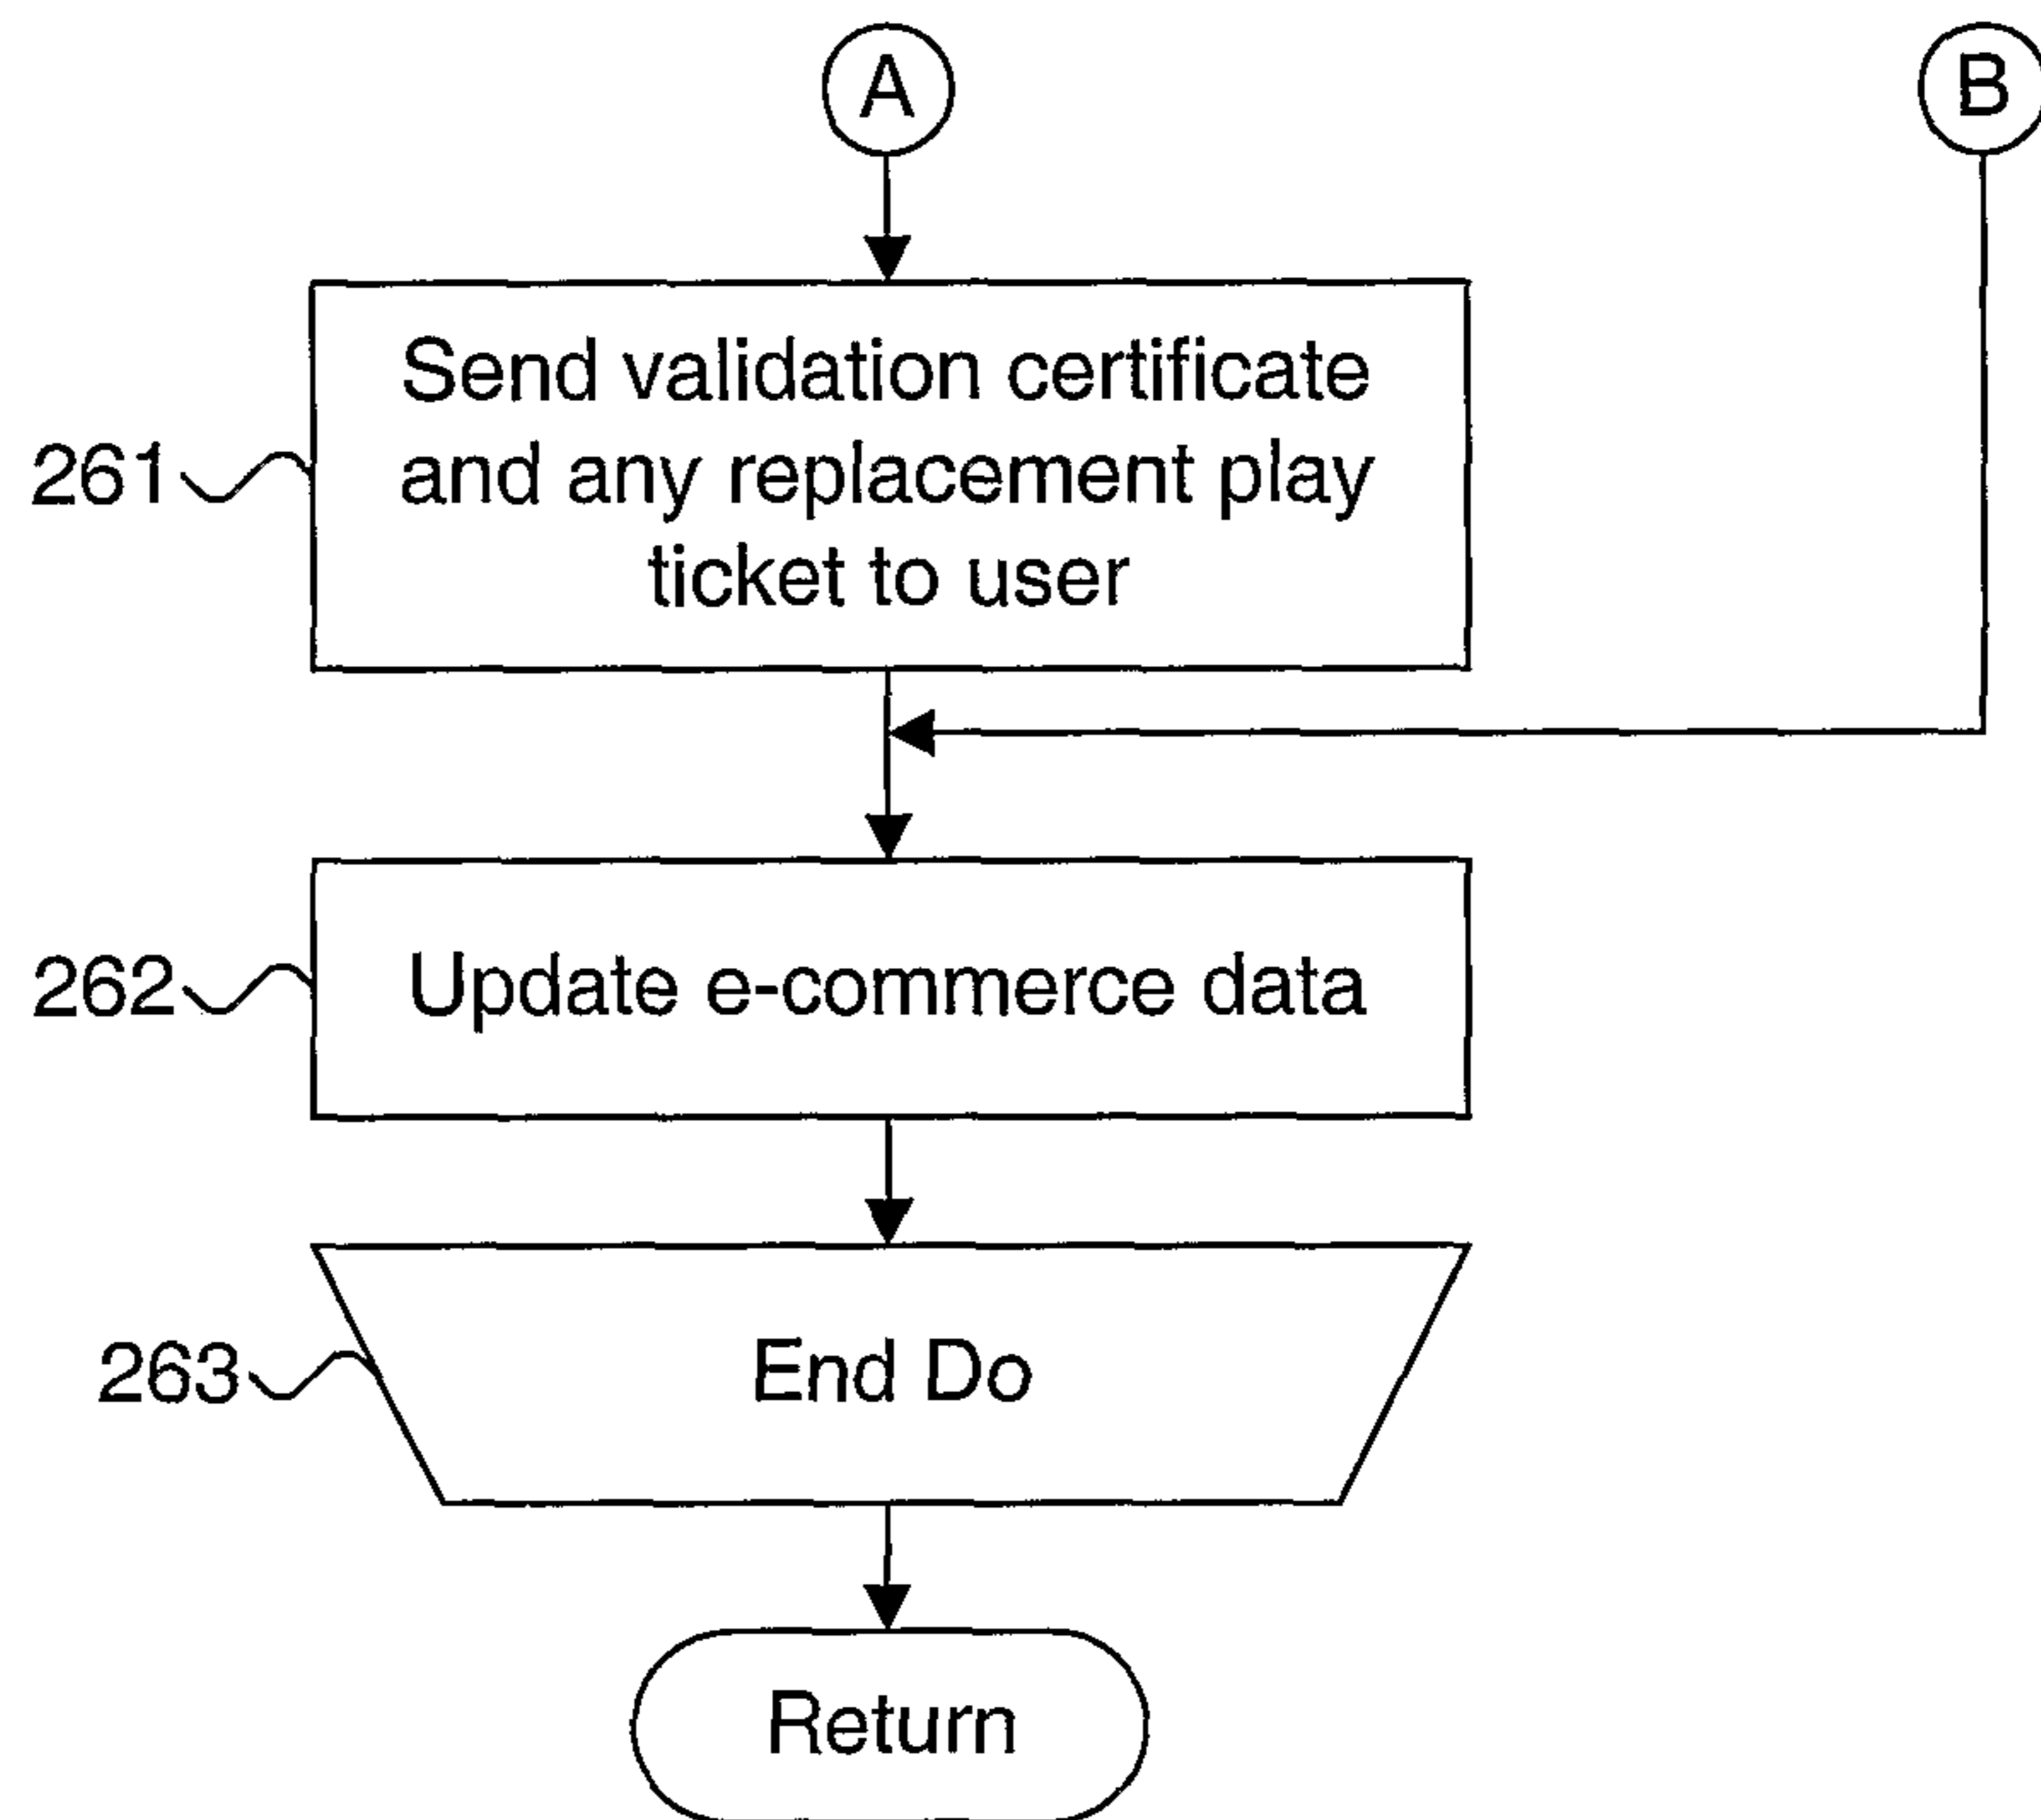 A
B
Send validation certificate
and any replacement play
ticket to user
261
Update e-commerce data
262
End Do
263
Return